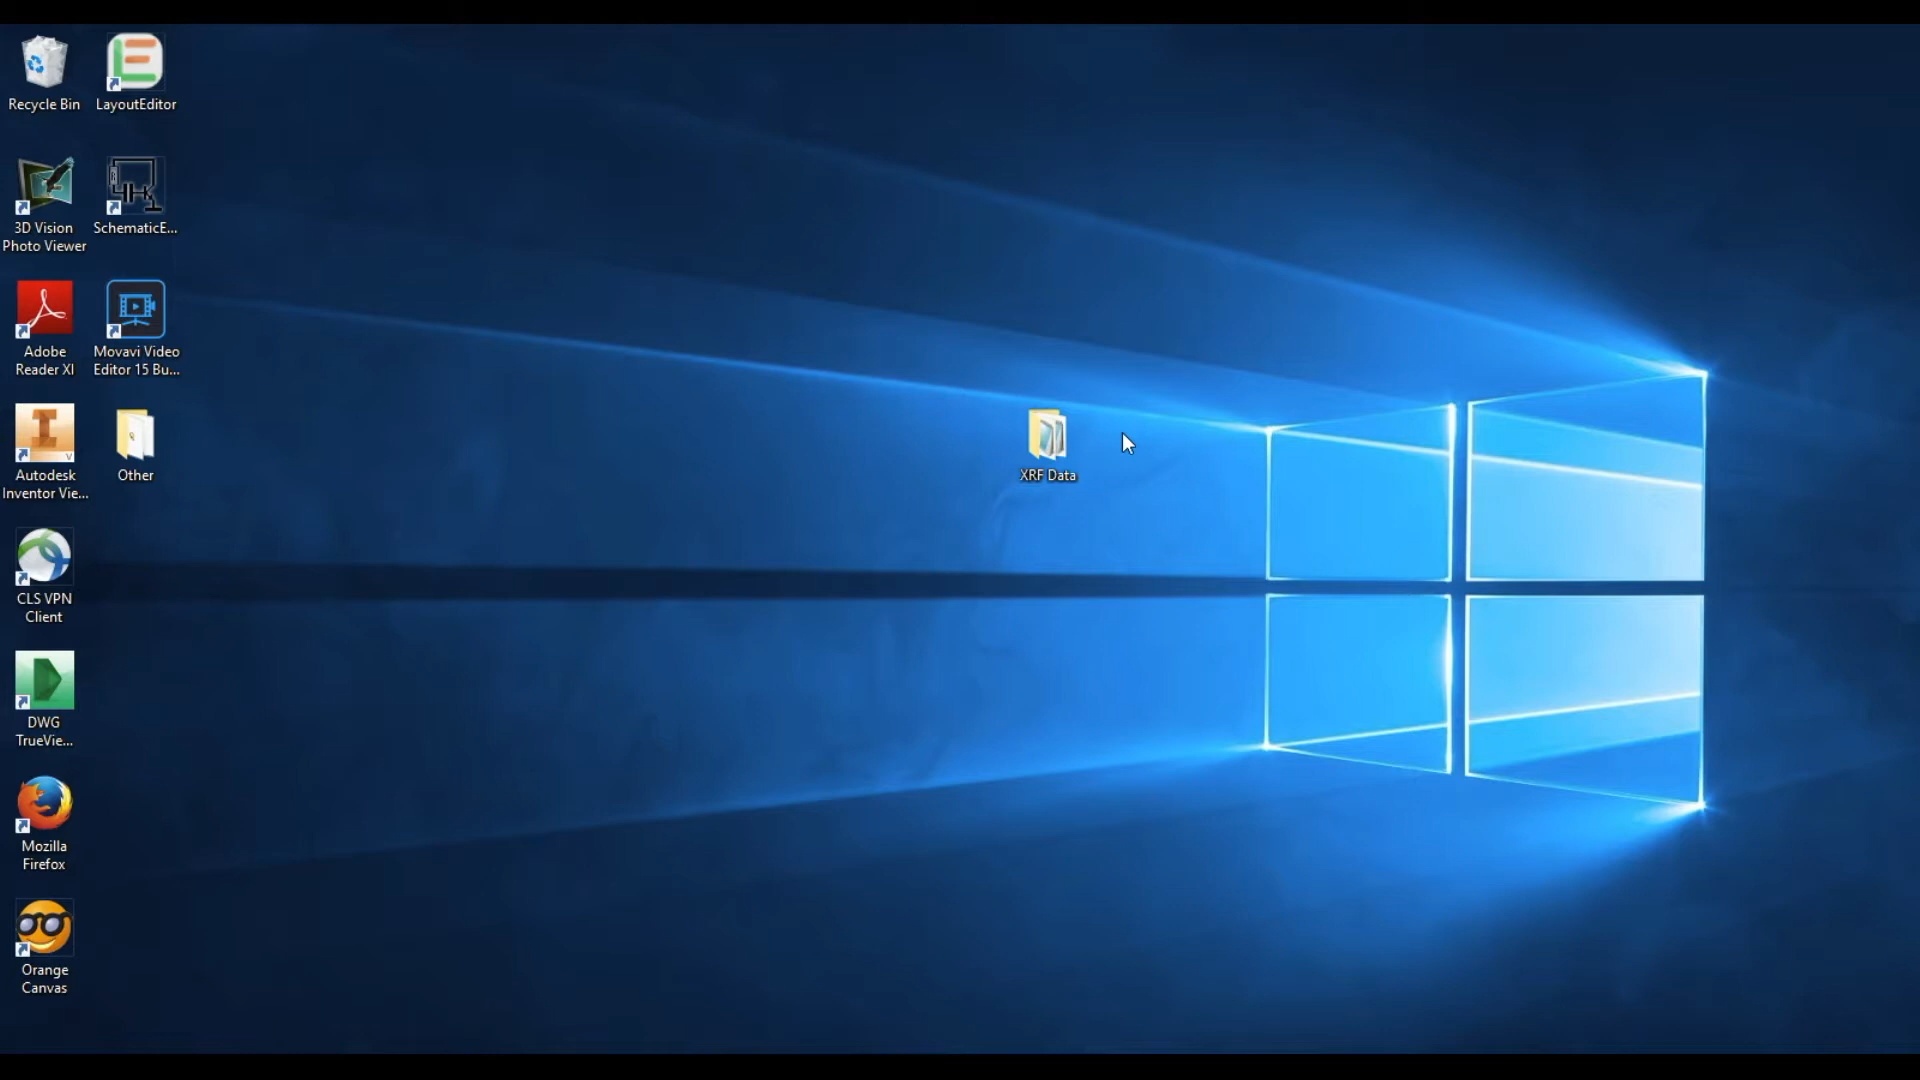 Recycle Bin
LayoutEditor
3D Vision
Photo Viewer
SchematicE...
Adobe
Reader XI
Movavi Video
Editor 15 Bu...
Autodesk
Inventor Vie...
Other
XRF Data
CLS VPN
Client
DWG
TrueVie...
Mozilla
Firefox
Orange
Canvas